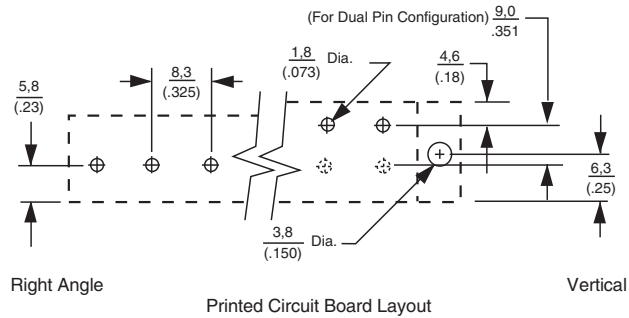 (For Dual Pin Configuration) 9,0
.351
1,8 Dia.
(.073)
4,6
(.18)
8,3
(.325)
5,8
(.23)
6,3
(.25)
3,8 Dia.
(.150)
Right Angle
Vertical
Printed Circuit Board Layout